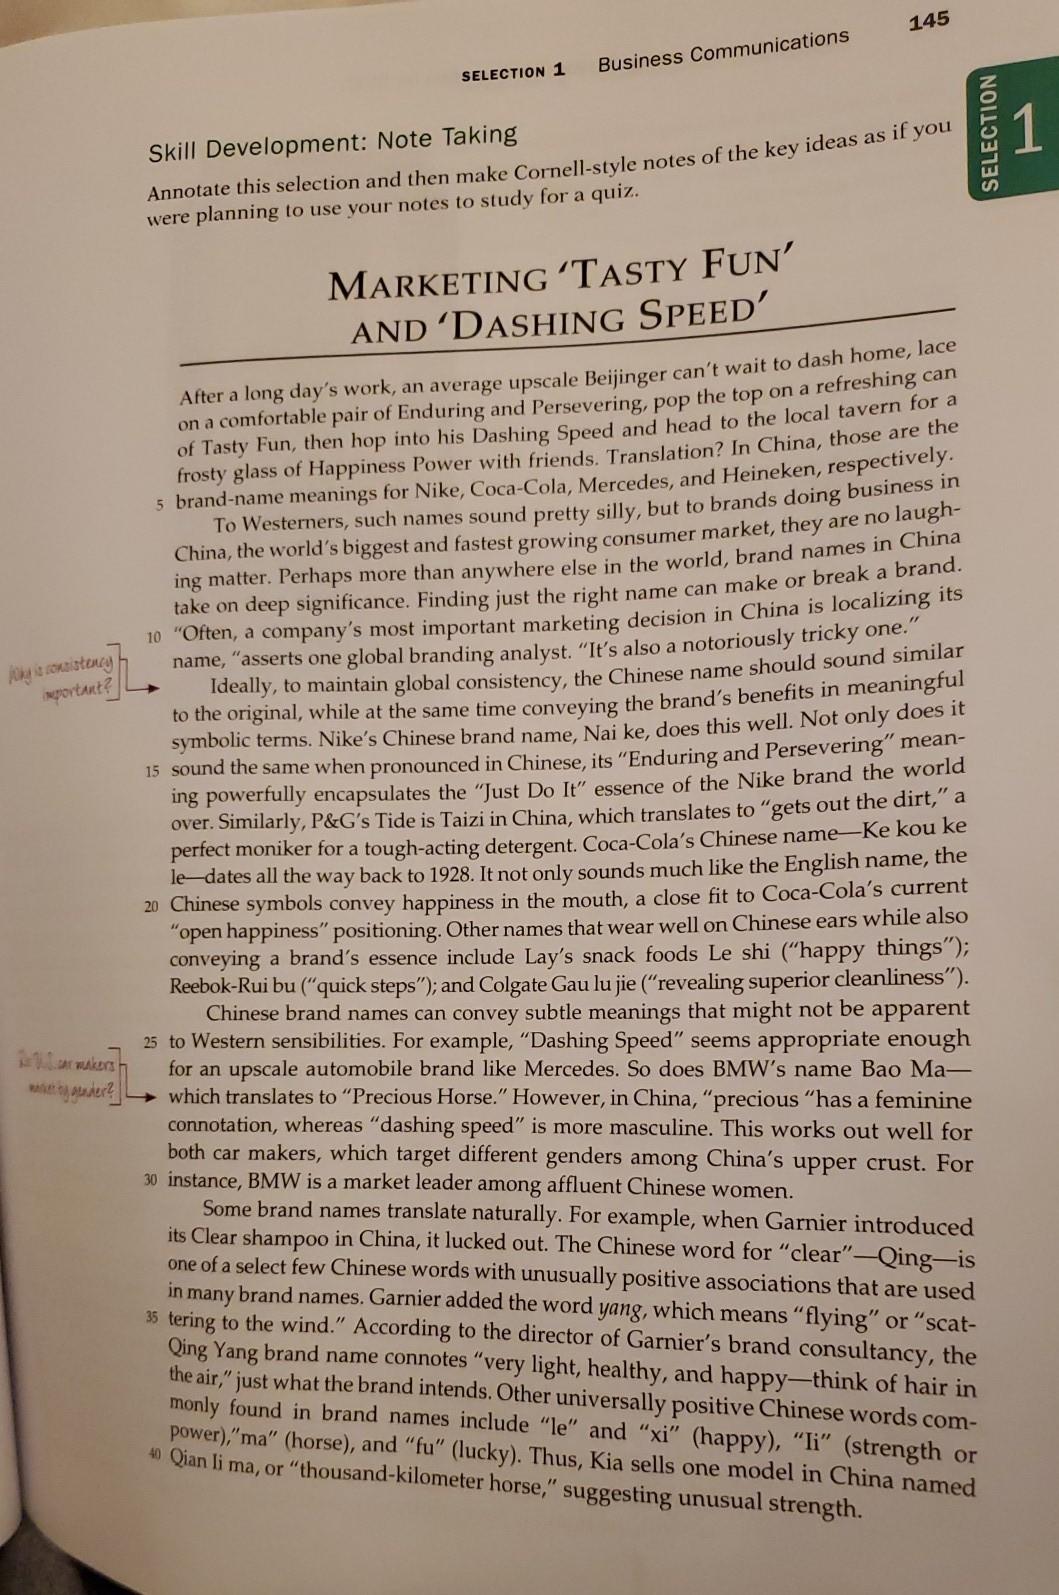 145
SELECTION 1 Business Communications
SELECTION
1
Skill Development: Note Taking
Annotate this selection and then make Cornell-style notes of the key ideas as if you
were planning to use your notes to study for a quiz.
MARKETING ‘TASTY FUN’
AND ‘DASHING SPEED’
After a long day’s work, an average upscale Beijinger can’t wait to dash home, lace
on a comfortable pair of Enduring and Persevering, pop the top on a refreshing can
of Tasty Fun, then hop into his Dashing Speed and head to the local tavern for a
frosty glass of Happiness Power with friends. Translation? In China, those are the
5 brand-name meanings for Nike, Coca-Cola, Mercedes, and Heineken, respectively.
To Westerners, such names sound pretty silly, but to brands doing business in
China, the world’s biggest and fastest growing consumer market, they are no laugh-
ing matter. Perhaps more than anywhere else in the world, brand names in China
take on deep significance. Finding just the right name can make or break a brand.
10 “Often, a company’s most important marketing decision in China is localizing its
name, “asserts one global branding analyst. “It’s also a notoriously tricky one.”
Why is consistency
important?
Ideally, to maintain global consistency, the Chinese name should sound similar
to the original, while at the same time conveying the brand’s benefits in meaningful
symbolic terms. Nike’s Chinese brand name, Nai ke, does this well. Not only does it
15 sound the same when pronounced in Chinese, its “Enduring and Persevering” mean-
ing powerfully encapsulates the “Just Do It” essence of the Nike brand the world
over. Similarly, P&G’s Tide is Taizi in China, which translates to “gets out the dirt,” a
perfect moniker for a tough-acting detergent. Coca-Cola’s Chinese name—Ke kou ke
le—dates all the way back to 1928. It not only sounds much like the English name, the
20 Chinese symbols convey happiness in the mouth, a close fit to Coca-Cola’s current
“open happiness” positioning. Other names that wear well on Chinese ears while also
conveying a brand’s essence include Lay’s snack foods Le shi (“happy things”);
Reebok-Rui bu (“quick steps”); and Colgate Gau lu jie (“revealing superior cleanliness”).
Chinese brand names can convey subtle meanings that might not be apparent
25 to Western sensibilities. For example, “Dashing Speed” seems appropriate enough
for an upscale automobile brand like Mercedes. So does BMW’s name Bao Ma—
Do U.S. car makers
market by gender?
which translates to “Precious Horse.” However, in China, “precious “has a feminine
connotation, whereas “dashing speed” is more masculine. This works out well for
both car makers, which target different genders among China’s upper crust. For
30 instance, BMW is a market leader among affluent Chinese women.
Some brand names translate naturally. For example, when Garnier introduced
its Clear shampoo in China, it lucked out. The Chinese word for “clear”—Qing—is
one of a select few Chinese words with unusually positive associations that are used
in many brand names. Garnier added the word yang, which means “flying” or “scat-
35 tering to the wind.” According to the director of Garnier’s brand consultancy, the
Qing Yang brand name connotes “very light, healthy, and happy—think of hair in
the air,” just what the brand intends. Other universally positive Chinese words com-
monly found in brand names include “le” and “xi” (happy), “Ii” (strength or
power),”ma” (horse), and “fu” (lucky). Thus, Kia sells one model in China named
40 Qian Ii ma, or “thousand-kilometer horse,” suggesting unusual strength.